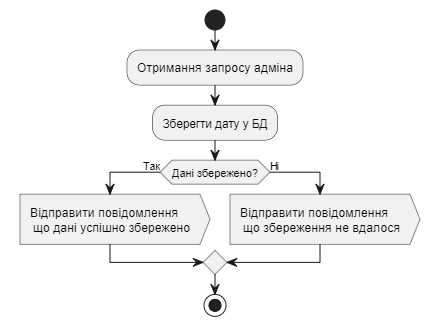 Отримання запросу адміна
Зберегти дату у БД
Так
Дані збережено?
Ні
Відправити повідомлення
що дані успішно збережено
Відправити повідомлення
що збереження не вдалося